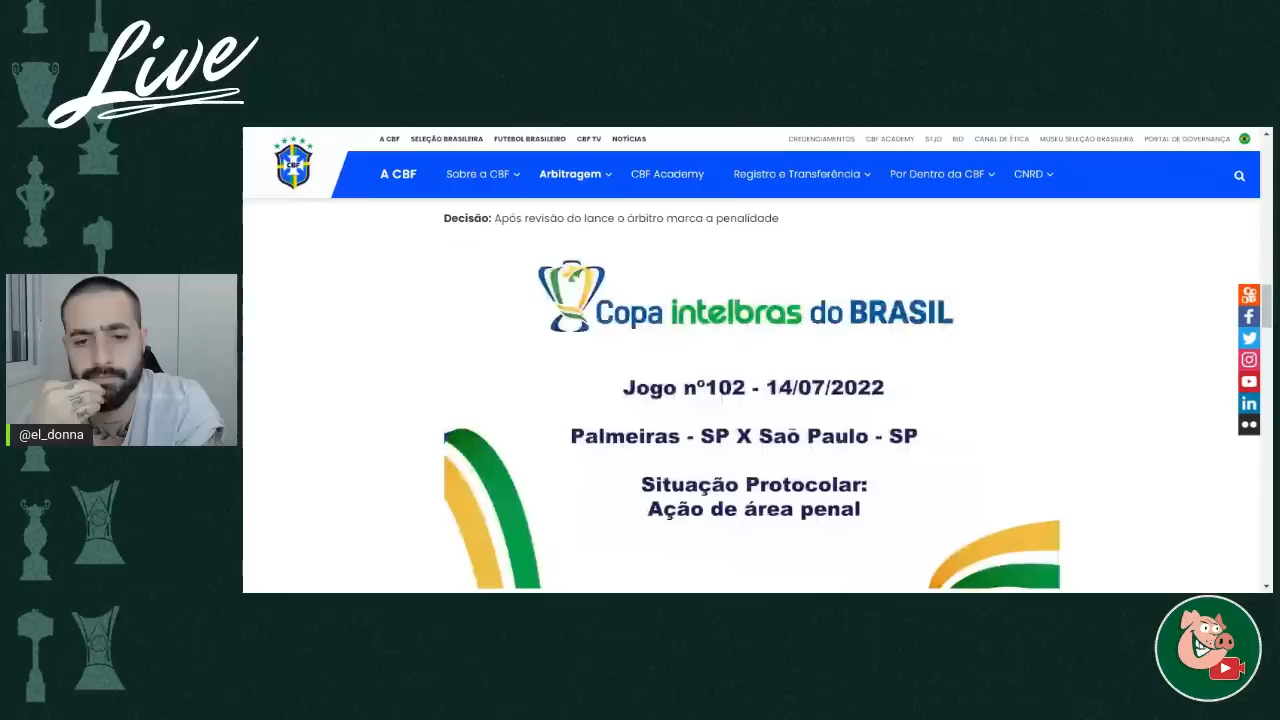 Live
A CBF SELEÇÃO BRASILEIRA FUTEBOL BRASILEIRO CBF TV NOTÍCIAS CREDENCIAMENTOS CBF ACADEMY STJD BID CANAL DE ÉTICA MUSEU SELEÇÃO BRASILEIRA PORTAL DE GOVERNANÇA
CBF
A CBF Sobre a CBF Arbitragem CBF Academy Registro e Transferência Por Dentro da CBF CNRD
Decisão: Após revisão do lance o árbitro marca a penalidade
Copa intelbras do BRASIL
Jogo nº102 - 14/07/2022
Palmeiras - SP X Saõ Paulo - SP
Situação Protocolar:
Ação de área penal
@el_donna